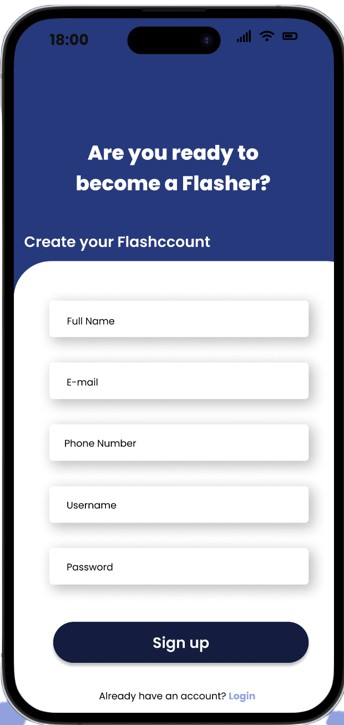 18:00
Are you ready to
become a Flasher?
Create your Flashccount
Full Name
E-mail
Phone Number
Username
Password
Sign up
Already have an account? Login